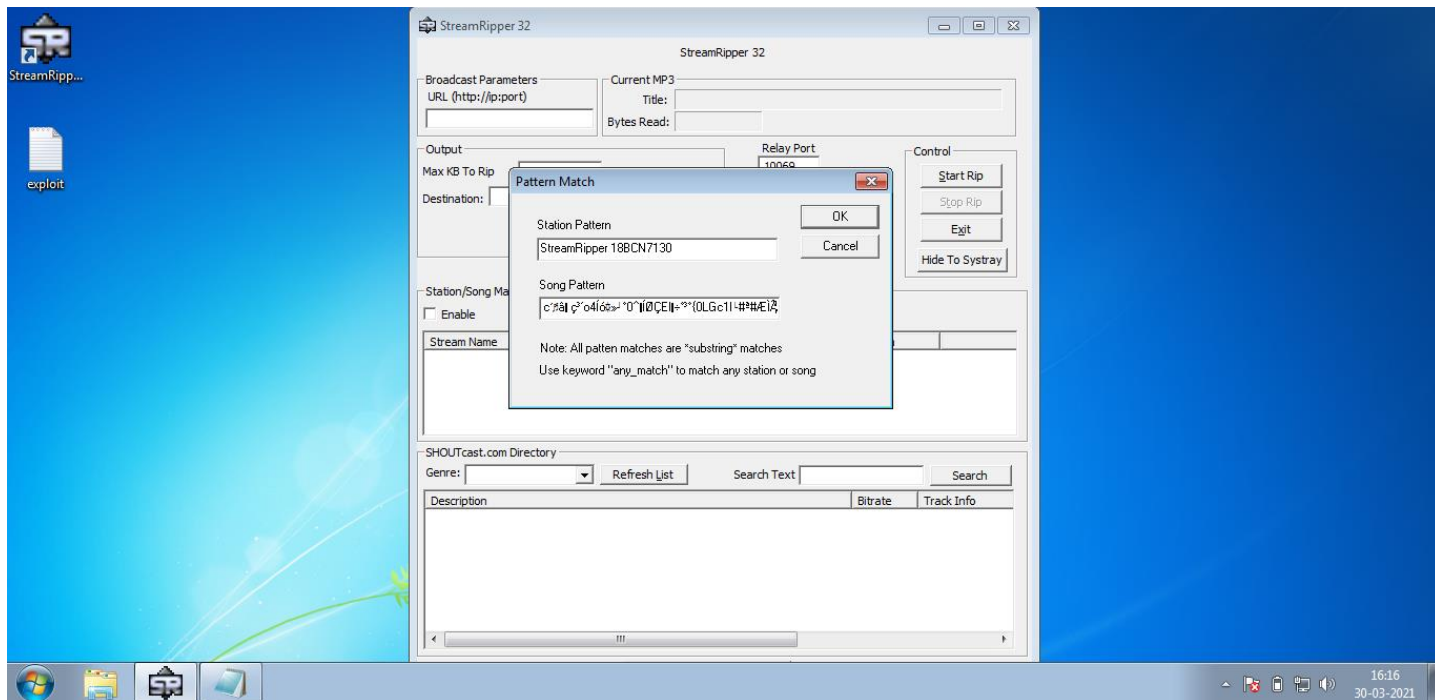 StreamRipp...
exploit
StreamRipper 32
StreamRipper 32
Broadcast Parameters
URL (http://ip:port)
Current MP3
Title:
Bytes Read:
Output
Max KB To Rip
Destination:
Relay Port
10069
Control
Start Rip
Stop Rip
Exit
Hide To Systray
Pattern Match
Station Pattern
StreamRipper 18BCN7130
OK
Cancel
Song Pattern
Note: All patten matches are *substring* matches
Use keyword "any_match" to match any station or song
Station/Song Ma
Enable
Stream Name
SHOUTcast.com Directory
Genre:
Refresh List
Search Text
Search
Description
Bitrate
Track Info
16:16
30-03-2021